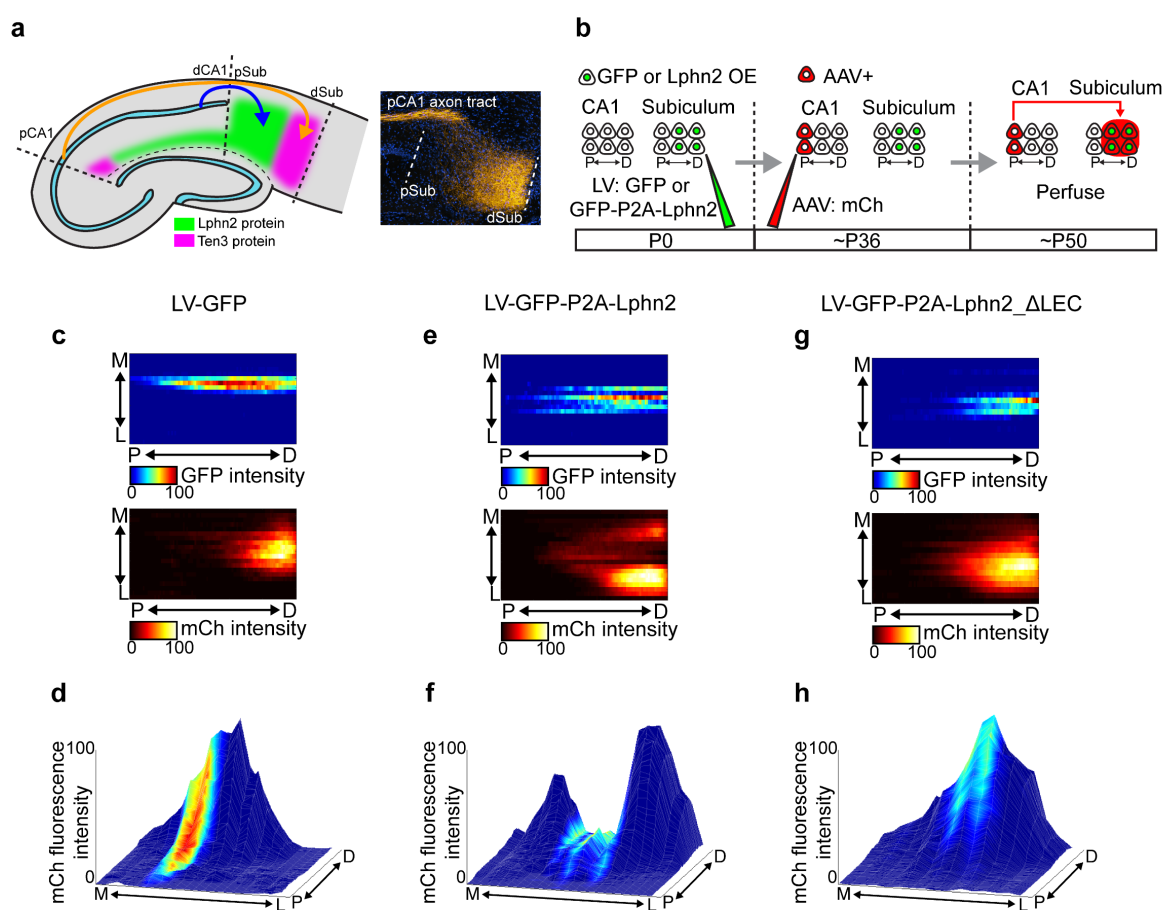 a
dCA1
pSub
dSub
pCA1
Lphn2 protein
Ten3 protein
pCA1 axon tract
pSub
dSub
b
GFP or Lphn2 OE
AAV+
CA1
Subiculum
CA1
Subiculum
CA1
Subiculum
P D
P D
P D
P D
P D
P D
LV: GFP or
GFP-P2A-Lphn2
AAV: mCh
Perfuse
P0
~P36
~P50
LV-GFP
LV-GFP-P2A-Lphn2
LV-GFP-P2A-Lphn2_ΔLEC
c
M
L
P D
GFP intensity
0 100
M
L
P D
mCh intensity
0 100
e
M
L
P D
GFP intensity
0 100
M
L
P D
mCh intensity
0 100
g
M
L
P D
GFP intensity
0 100
M
L
P D
mCh intensity
0 100
d
mCh fluorescence
intensity
100
0
M
L
P
D
f
mCh fluorescence
intensity
100
0
M
L
P
D
h
mCh fluorescence
intensity
100
0
M
L
P
D